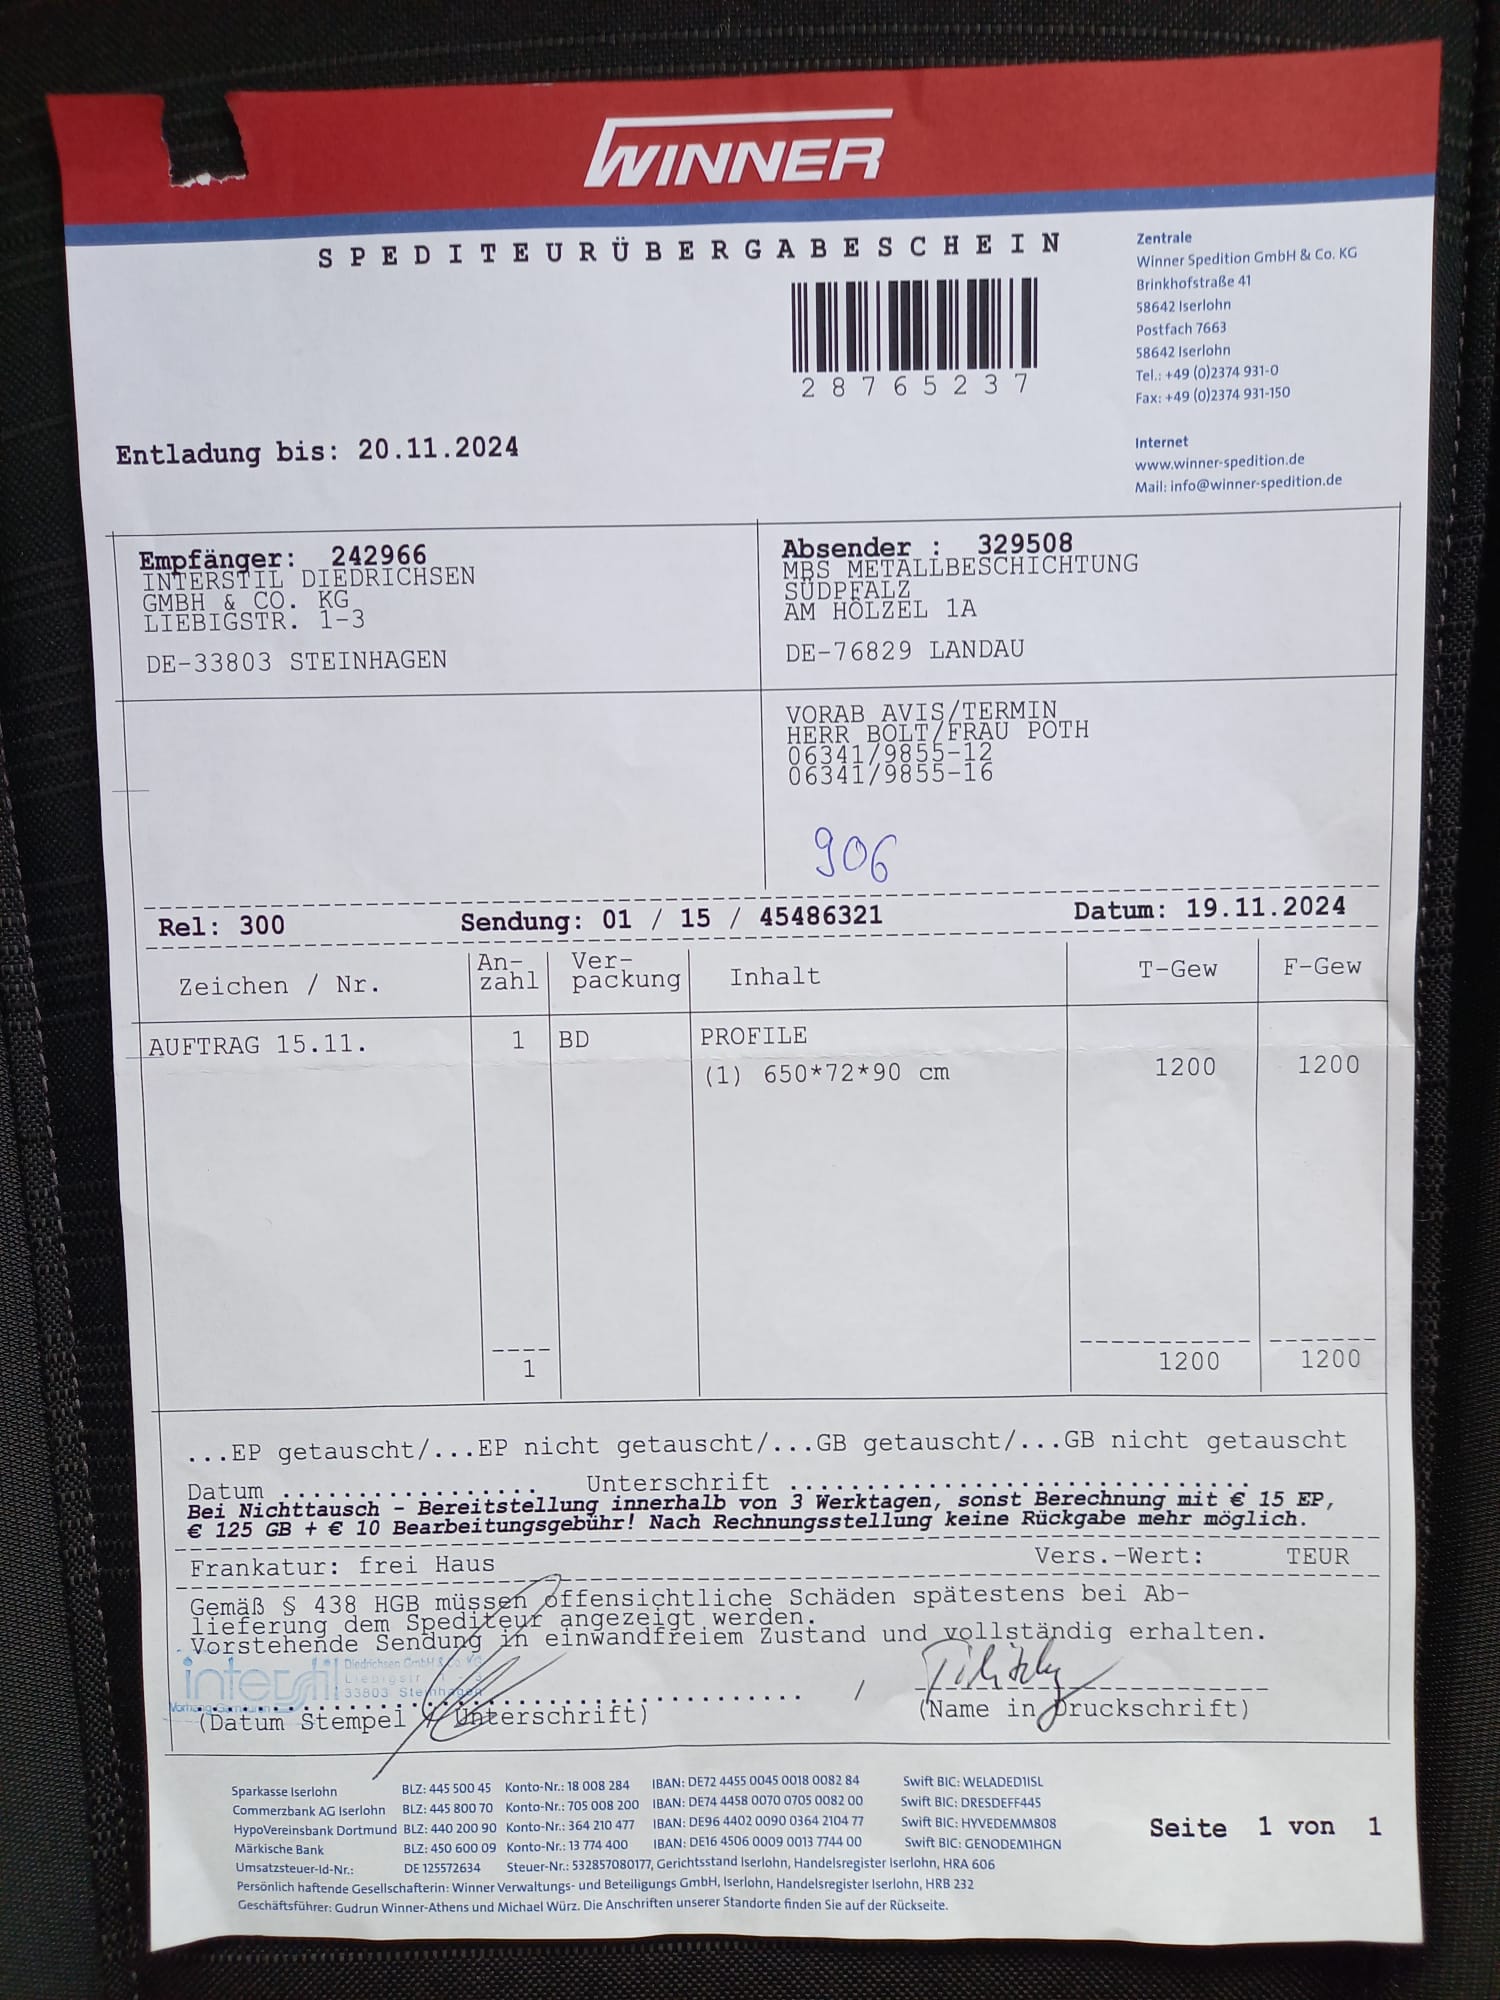 WINNER
SPEDITEURÜBERGABESCHEIN
Zentrale
Winner Spedition GmbH & Co. KG
Brinkhofstraße 41
58642 Iserlohn
Postfach 7663
58642 Iserlohn
Tel.: +49 (0)2374 931-0
Fax: +49 (0)2374 931-150
Internet
www.winner-spedition.de
Mail: info@winner-spedition.de
28765237
Entladung bis: 20.11.2024
Empfänger: 242966
INTERSTIL DIEDRICHSEN
GMBH & CO. KG
LIEBIGSTR. 1-3
DE-33803 STEINHAGEN
Absender : 329508
MBS METALLBESCHICHTUNG
SÜDPFALZ
AM HÖLZEL 1A
DE-76829 LANDAU
VORAB AVIS/TERMIN
HERR BOLT/FRAU POTH
06341/9855-12
06341/9855-16
906
Rel: 300 Sendung: 01 / 15 / 45486321 Datum: 19.11.2024
Zeichen / Nr. An-zahl Ver-packung Inhalt T-Gew F-Gew
AUFTRAG 15.11. 1 BD PROFILE
(1) 650*72*90 cm 1200 1200
1 1200 1200
...EP getauscht/...EP nicht getauscht/...GB getauscht/...GB nicht getauscht
Datum ................. Unterschrift ..............................
Bei Nichttausch - Bereitstellung innerhalb von 3 Werktagen, sonst Berechnung mit € 15 EP,
€ 125 GB + € 10 Bearbeitungsgebühr! Nach Rechnungsstellung keine Rückgabe mehr möglich.
Frankatur: frei Haus Vers.-Wert: TEUR
Gemäß § 438 HGB müssen offensichtliche Schäden spätestens bei Ab-
lieferung dem Spediteur angezeigt werden.
Vorstehende Sendung in einwandfreiem Zustand und vollständig erhalten.
interstil Diedrichsen GmbH & Co. KG
Liebigstr. 1-3
33803 Steinhagen
(Datum Stempel / Unterschrift) / (Name in Druckschrift)
Sparkasse Iserlohn BLZ: 445 500 45 Konto-Nr.: 18 008 284 IBAN: DE72 4455 0045 0018 0082 84 Swift BIC: WELADED1ISL
Commerzbank AG Iserlohn BLZ: 445 800 70 Konto-Nr.: 705 008 200 IBAN: DE74 4458 0070 0705 0082 00 Swift BIC: DRESDEFF445
HypoVereinsbank Dortmund BLZ: 440 200 90 Konto-Nr.: 364 210 477 IBAN: DE96 4402 0090 0364 2104 77 Swift BIC: HYVEDEMM808
Märkische Bank BLZ: 450 600 09 Konto-Nr.: 13 774 400 IBAN: DE16 4506 0009 0013 7744 00 Swift BIC: GENODEM1HGN
Umsatzsteuer-Id-Nr.: DE 125572634 Steuer-Nr.: 532857080177, Gerichtsstand Iserlohn, Handelsregister Iserlohn, HRA 606
Persönlich haftende Gesellschafterin: Winner Verwaltungs- und Beteiligungs GmbH, Iserlohn, Handelsregister Iserlohn, HRB 232
Geschäftsführer: Gudrun Winner-Athens und Michael Würz. Die Anschriften unserer Standorte finden Sie auf der Rückseite.
Seite 1 von 1